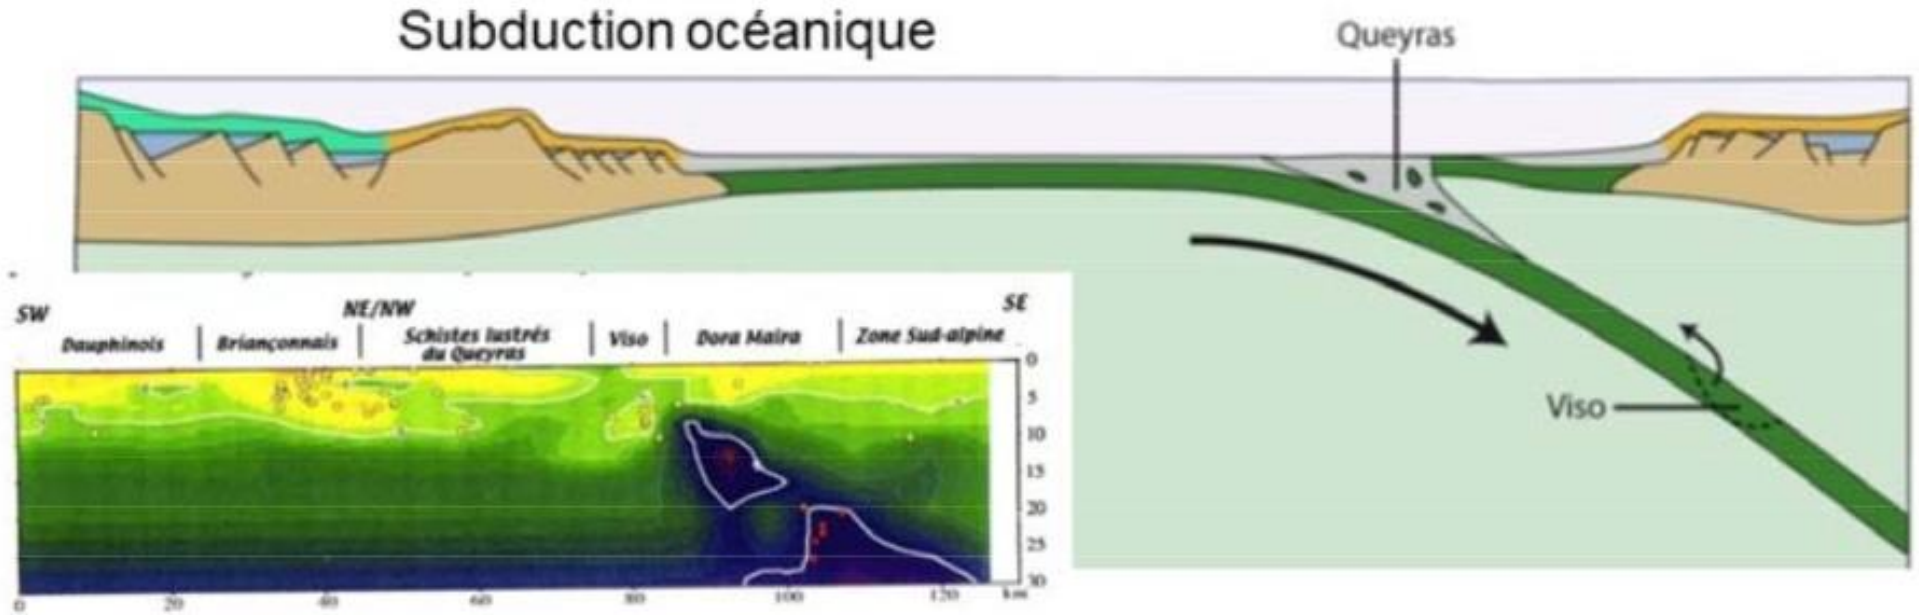 Subduction océanique
Queyras
Viso
SW
NE/NW
SE
Dauphinois
Briançonnais
Schistes lustrés
du Queyras
Viso
Dora Maira
Zone Sud-alpine
0
5
10
15
20
25
30
0
20
40
60
80
100
120
km